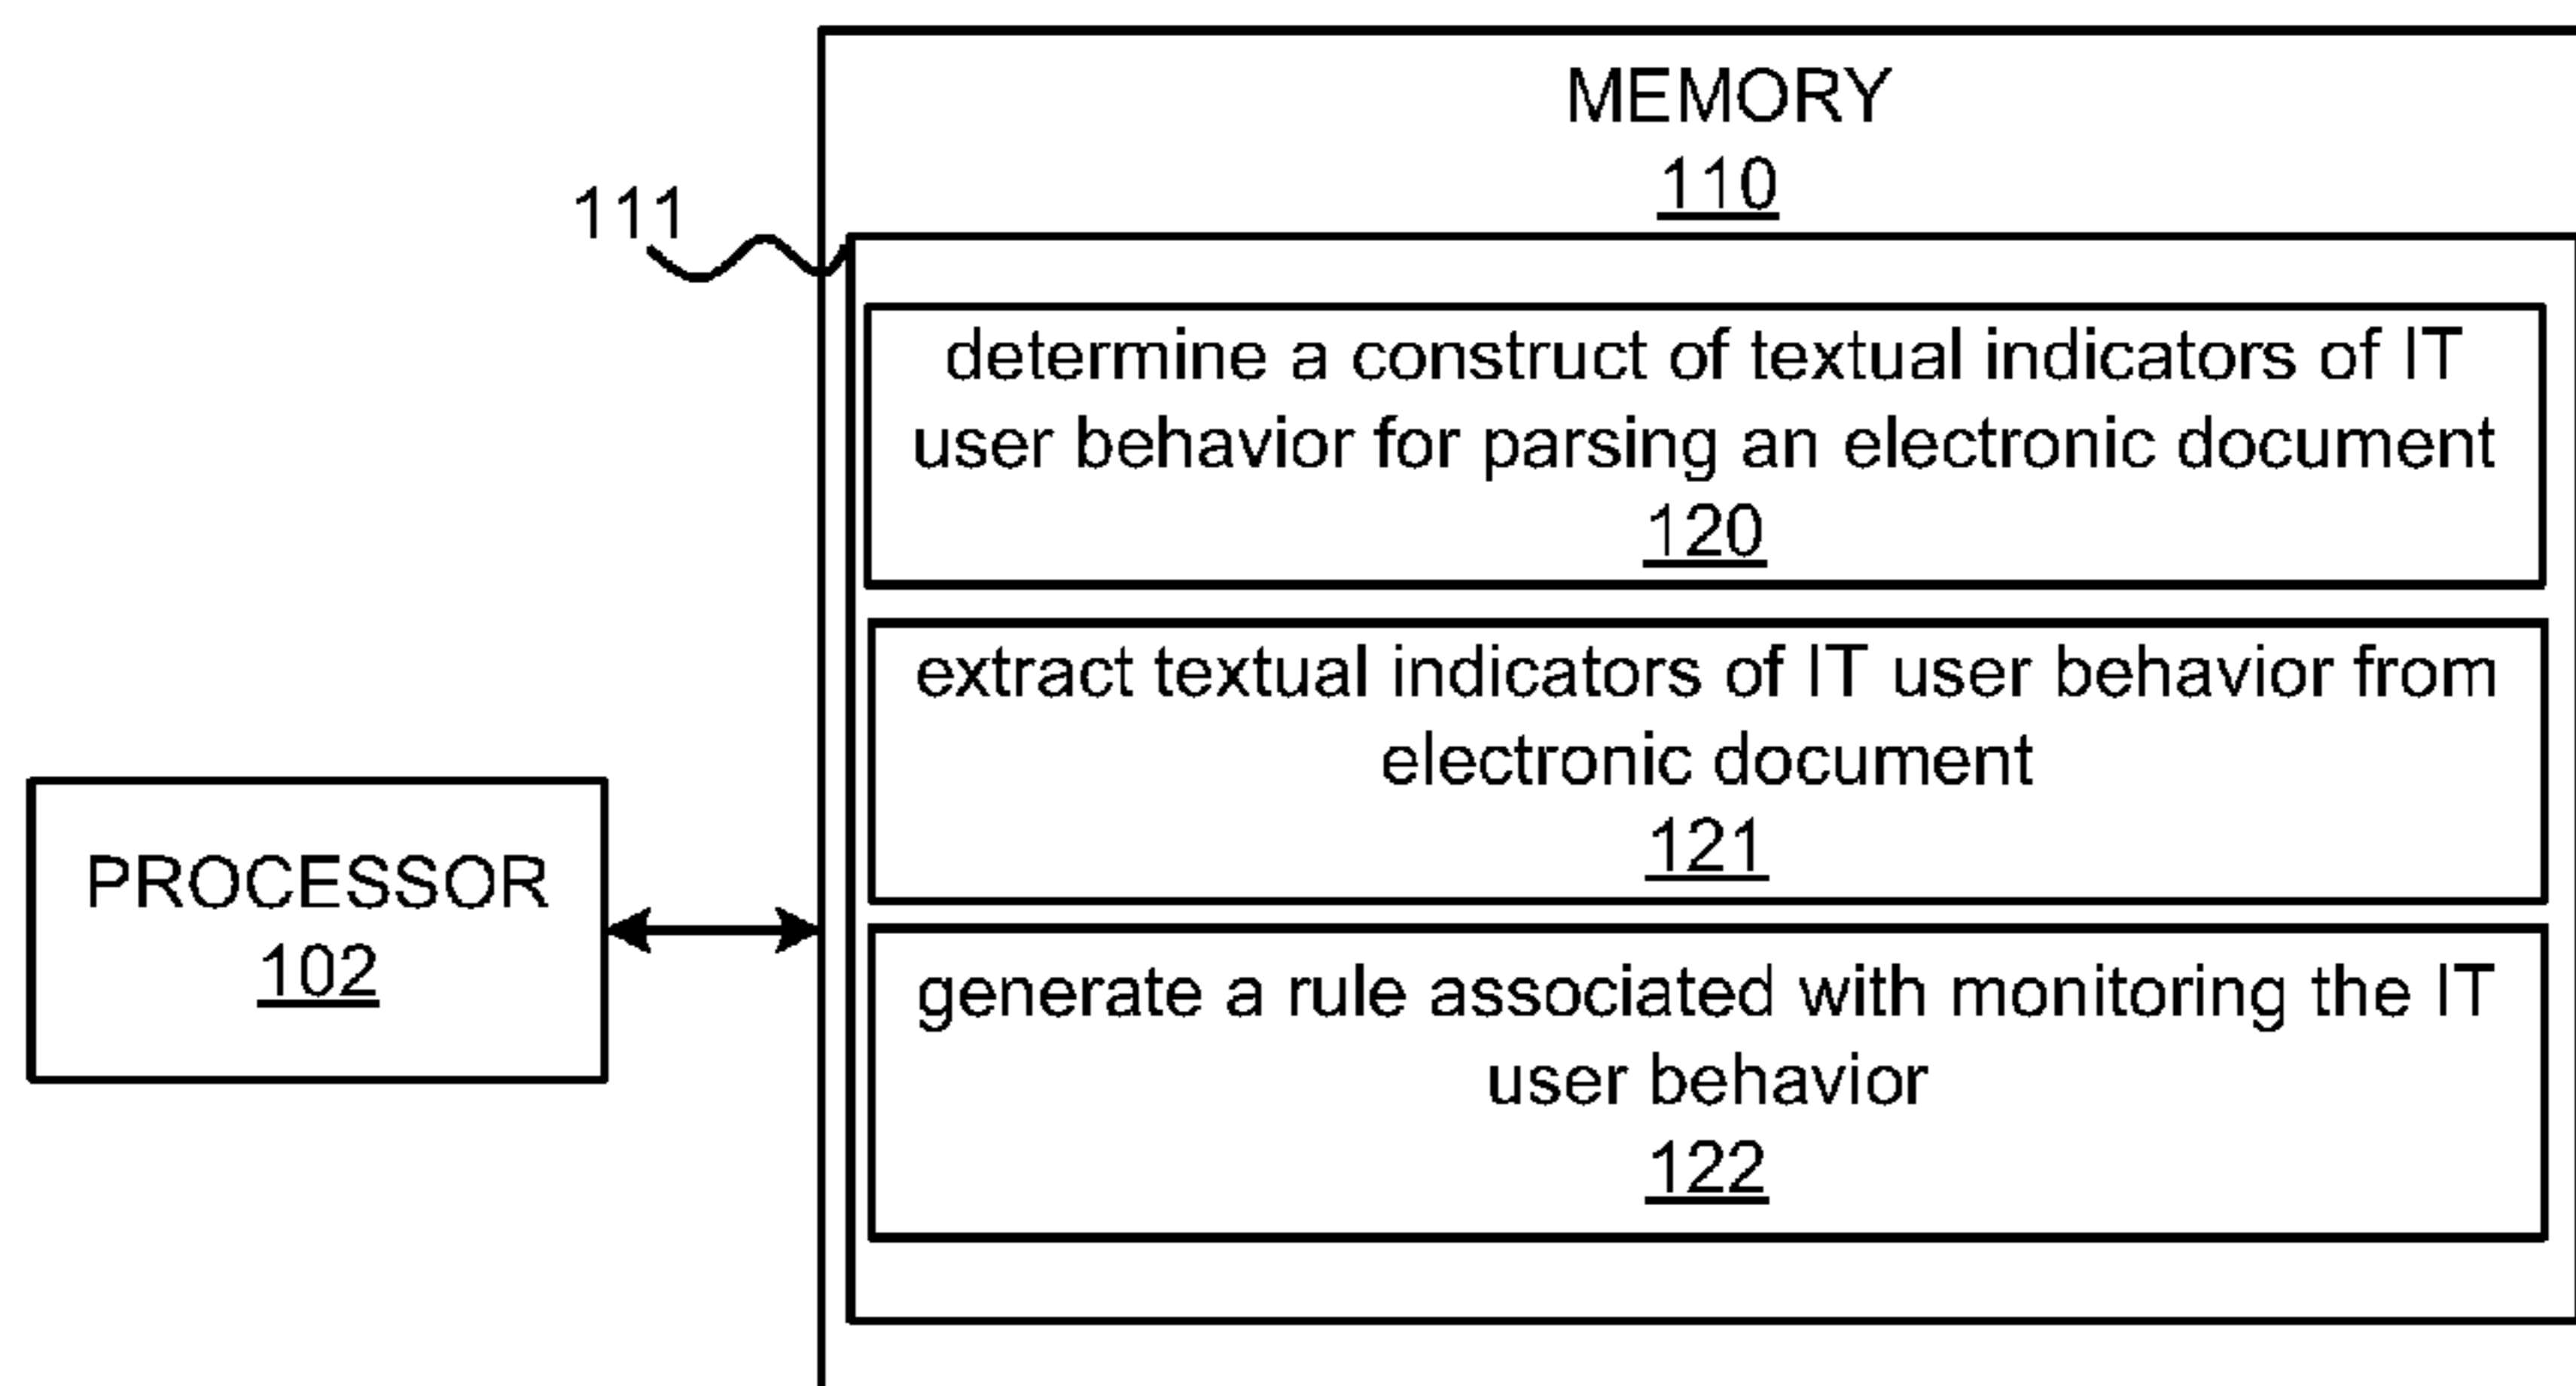 MEMORY
110
111
determine a construct of textual indicators of IT
user behavior for parsing an electronic document
120
extract textual indicators of IT user behavior from
electronic document
121
PROCESSOR
102
generate a rule associated with monitoring the IT
user behavior
122